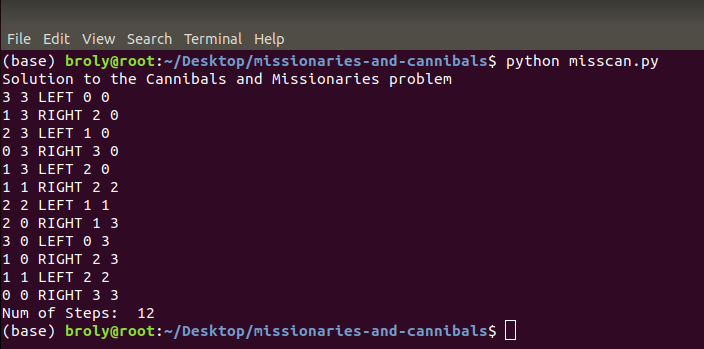 File Edit View Search Terminal Help
(base) broly@root:~/Desktop/missionaries-and-cannibals$ python misscan.py
Solution to the Cannibals and Missionaries problem
3 3 LEFT 0 0
1 3 RIGHT 2 0
2 3 LEFT 1 0
0 3 RIGHT 3 0
1 3 LEFT 2 0
1 1 RIGHT 2 2
2 2 LEFT 1 1
2 0 RIGHT 1 3
3 0 LEFT 0 3
1 0 RIGHT 2 3
1 1 LEFT 2 2
0 0 RIGHT 3 3
Num of Steps:  12
(base) broly@root:~/Desktop/missionaries-and-cannibals$